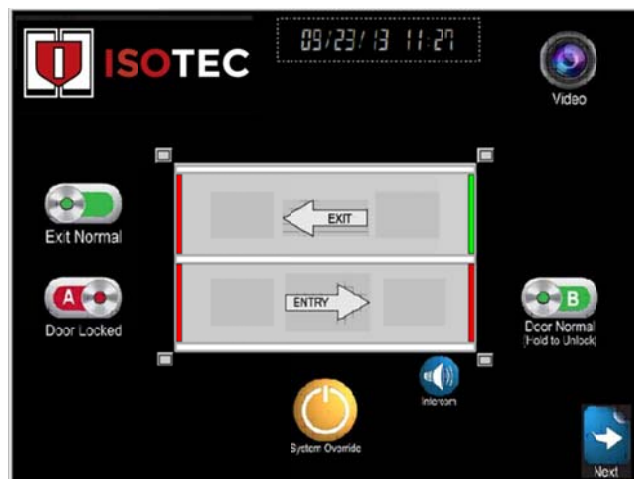 ISOTEC
09/23/13 11:27
Video
EXIT
Exit Normal
ENTRY
A
Door Locked
B
Door Normal
(Hold to Unlock)
Intercom
System Override
Next